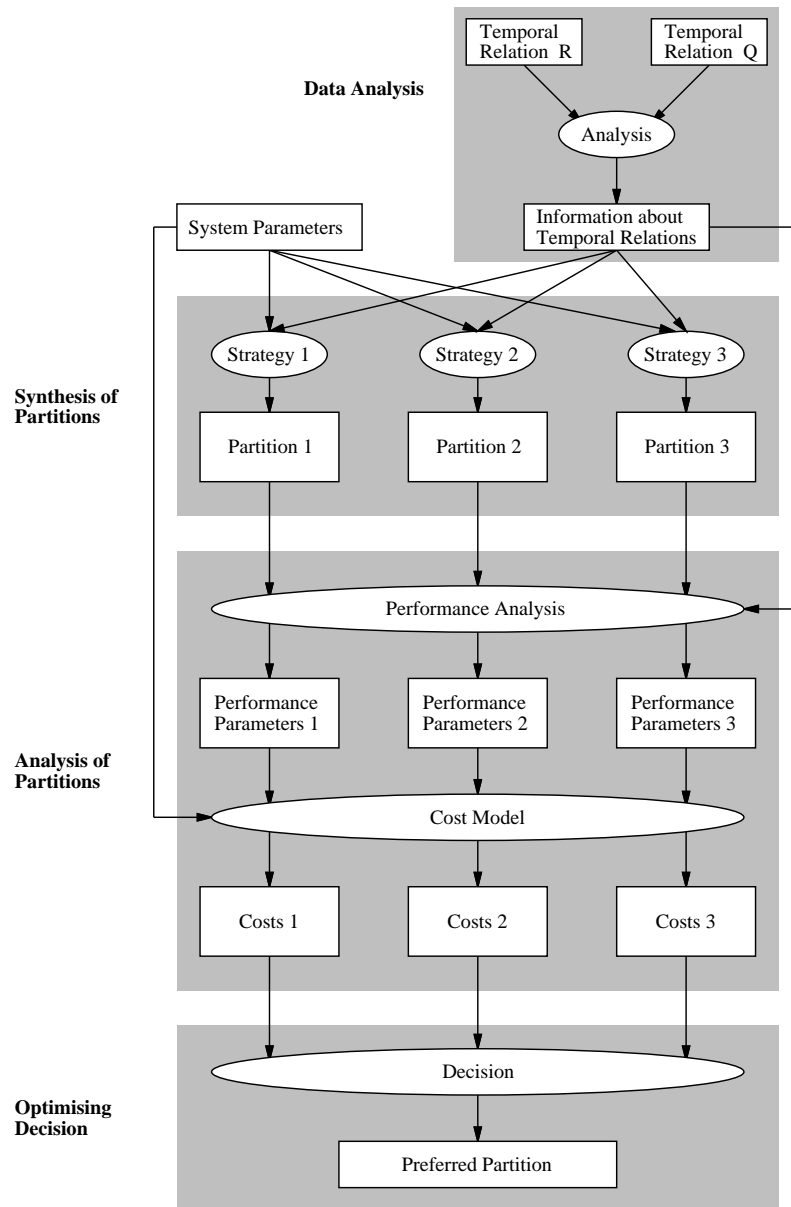 Temporal
Relation R
Temporal
Relation Q
Data Analysis
Analysis
System Parameters
Information about
Temporal Relations
Strategy 1
Strategy 2
Strategy 3
Synthesis of
Partitions
Partition 1
Partition 2
Partition 3
Performance Analysis
Performance
Parameters 1
Performance
Parameters 2
Performance
Parameters 3
Analysis of
Partitions
Cost Model
Costs 1
Costs 2
Costs 3
Decision
Optimising
Decision
Preferred Partition